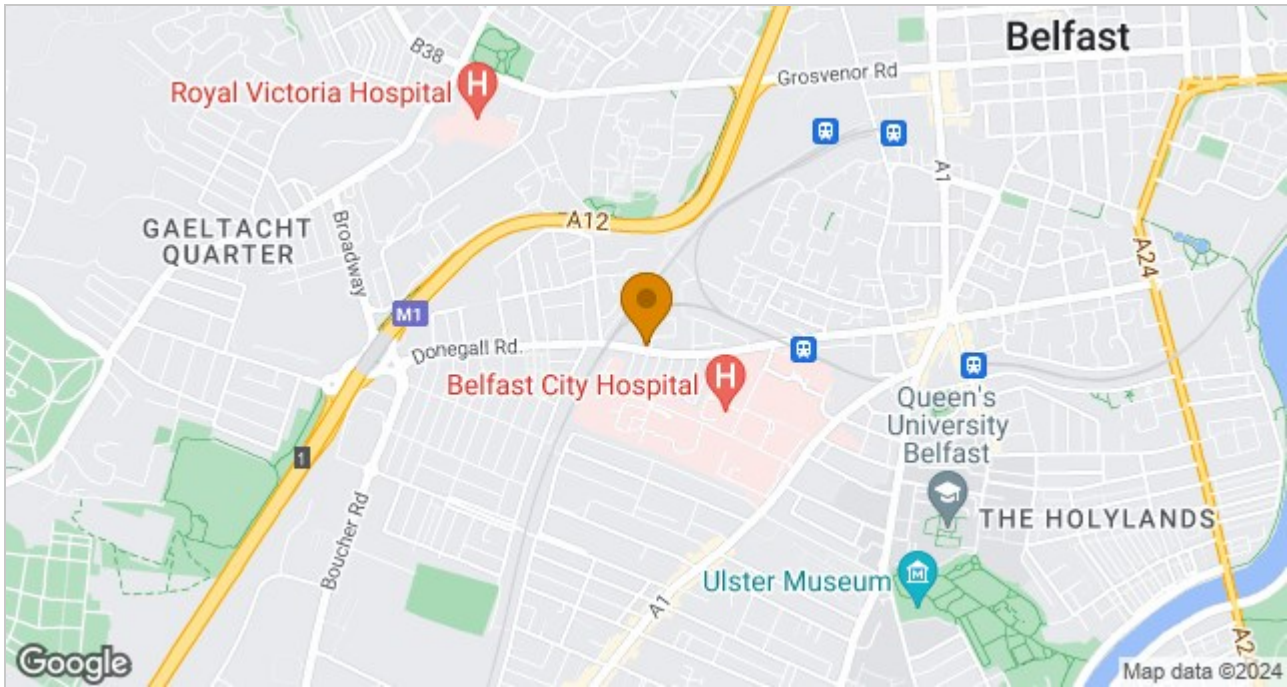 Belfast
B38
Grosvenor Rd
Royal Victoria Hospital
H
A1
GAELTACHT
QUARTER
Broadway
A12
A24
M1
Donegall Rd.
Belfast City Hospital
H
Queen's
University
Belfast
1
Boucher Rd
THE HOLYLANDS
Ulster Museum
A1
A2
Google
Map data ©2024